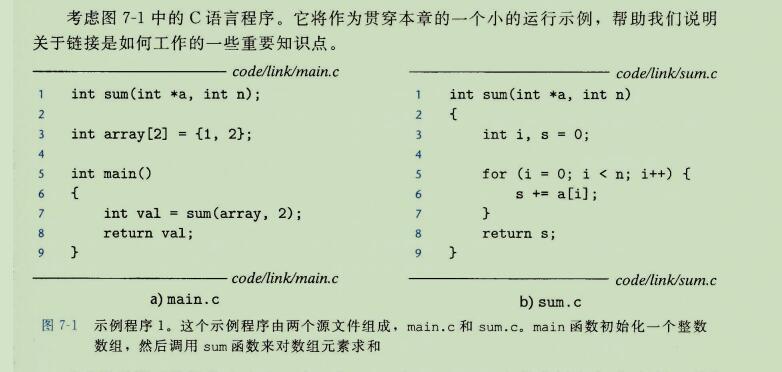 考虑图 7-1 中的 C 语言程序。它将作为贯穿本章的一个小的运行示例，帮助我们说明
关于链接是如何工作的一些重要知识点。
code/link/main.c
1 int sum(int *a, int n);
2
3 int array[2] = {1, 2};
4
5 int main()
6 {
7     int val = sum(array, 2);
8     return val;
9 }
code/link/main.c
a) main.c
code/link/sum.c
1 int sum(int *a, int n)
2 {
3     int i, s = 0;
4
5     for (i = 0; i < n; i++) {
6         s += a[i];
7     }
8     return s;
9 }
code/link/sum.c
b) sum.c
图 7-1 示例程序 1。这个示例程序由两个源文件组成，main.c 和 sum.c。main 函数初始化一个整数
数组，然后调用 sum 函数来对数组元素求和